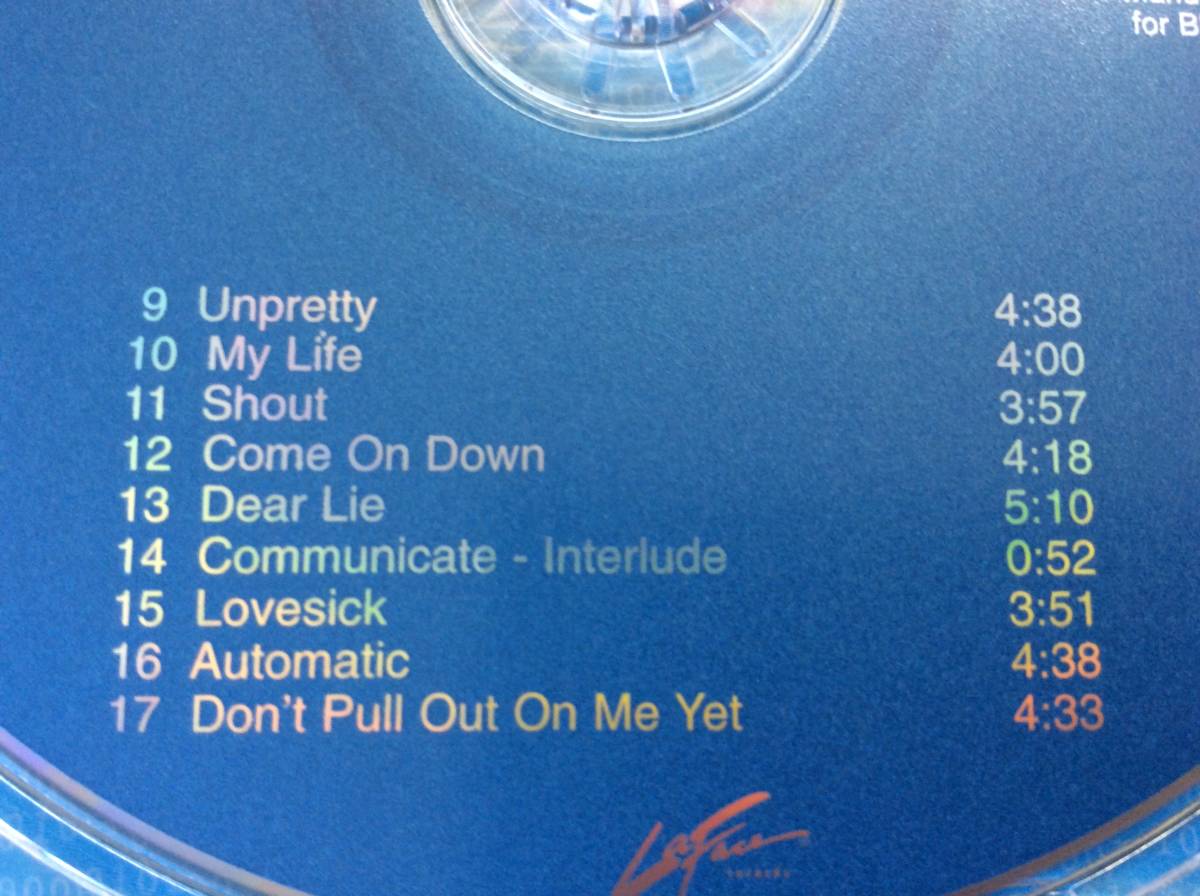 for B
9 Unpretty 4:38
10 My Life 4:00
11 Shout 3:57
12 Come On Down 4:18
13 Dear Lie 5:10
14 Communicate - Interlude 0:52
15 Lovesick 3:51
16 Automatic 4:38
17 Don't Pull Out On Me Yet 4:33
LaFace
RECORDS